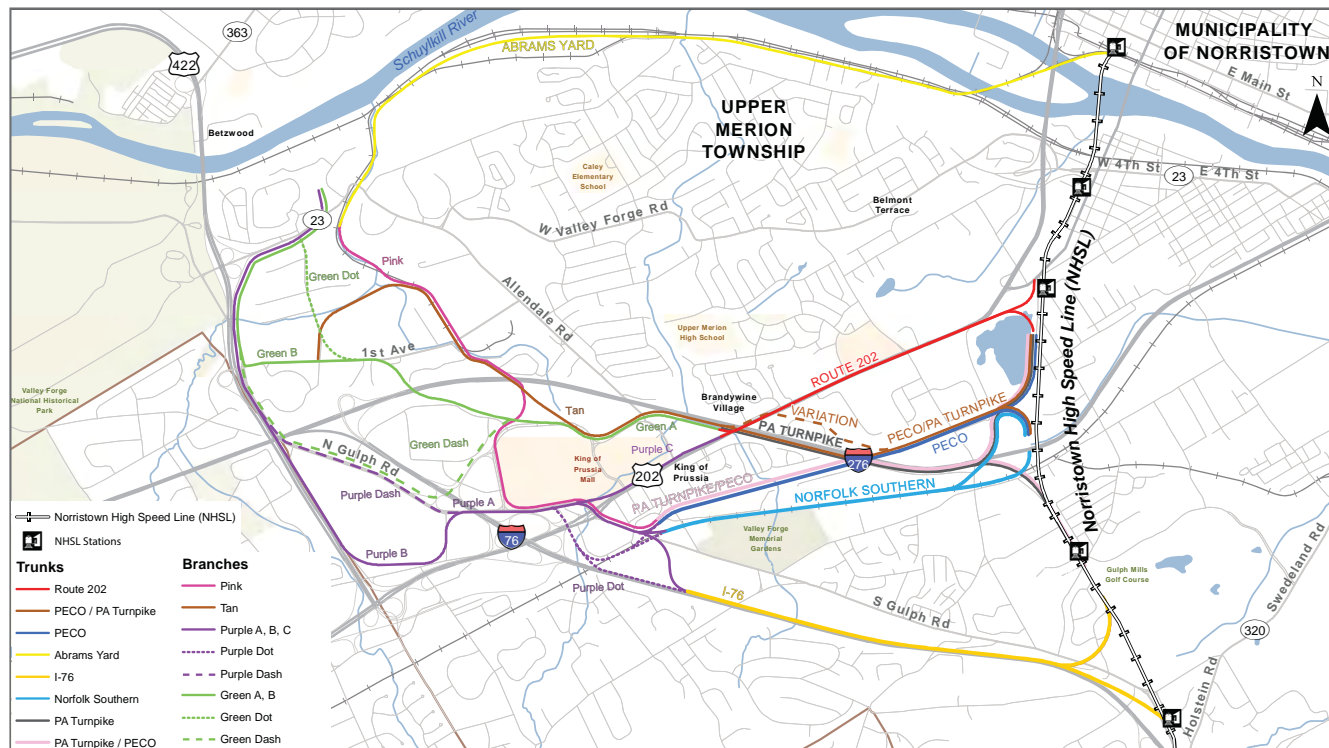 363
422
Schuylkill River
ABRAMS YARD
MUNICIPALITY
OF NORRISTOWN
E Main St
N
Betzwood
UPPER
MERION
TOWNSHIP
Caley
Elementary
School
W 4Th St
E 4Th St
23
Belmont
Terrace
23
W Valley Forge Rd
Pink
Green Dot
Allendale Rd
Norristown High Speed Line (NHSL)
Upper Merion
High School
1st Ave
Green B
ROUTE 202
Valley Forge
National Historical
Park
Brandywine
Village
Tan
VARIATION
PECO/PA TURNPIKE
Green A
PA TURNPIKE
Green Dash
N Gulph Rd
Purple C
PECO
276
King of
Prussia
Mall
202
King of
Prussia
PA TURNPIKE/PECO
NORFOLK SOUTHERN
Purple Dash
Purple A
76
Valley Forge
Memorial
Gardens
Purple B
Purple Dot
I-76
S Gulph Rd
Gulph Mills
Golf Course
Swedeland Rd
320
Holstein Rd
Norristown High Speed Line (NHSL)
NHSL Stations
Trunks
Route 202
PECO / PA Turnpike
PECO
Abrams Yard
I-76
Norfolk Southern
PA Turnpike
PA Turnpike / PECO
Branches
Pink
Tan
Purple A, B, C
Purple Dot
Purple Dash
Green A, B
Green Dot
Green Dash